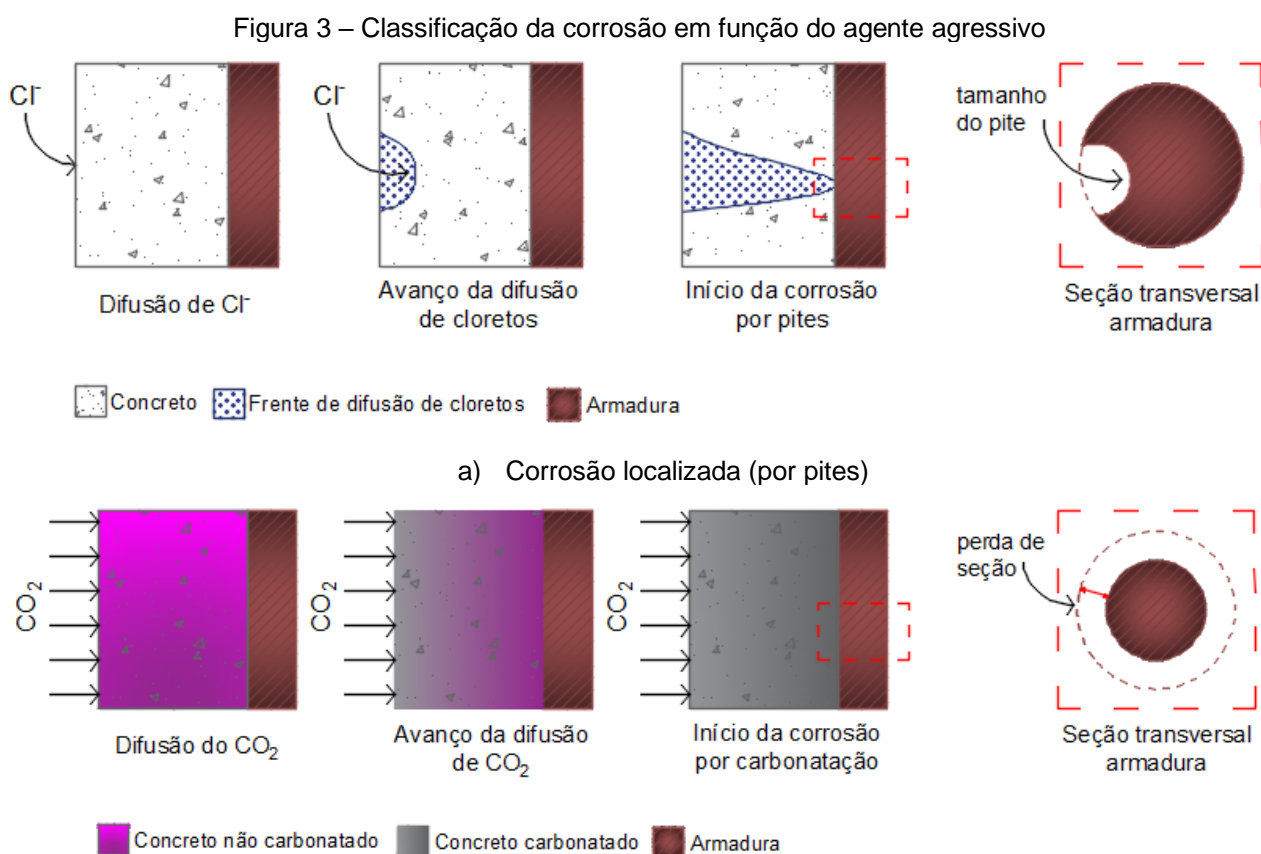 Figura 3 – Classificação da corrosão em função do agente agressivo
Cl-
Cl-
tamanho
do pite
Difusão de Cl-
Avanço da difusão
de cloretos
Início da corrosão
por pites
Seção transversal
armadura
Concreto
Frente de difusão de cloretos
Armadura
a) Corrosão localizada (por pites)
CO2
CO2
CO2
perda de
seção
Difusão do CO2
Avanço da difusão
de CO2
Início da corrosão
por carbonatação
Seção transversal
armadura
Concreto não carbonatado
Concreto carbonatado
Armadura